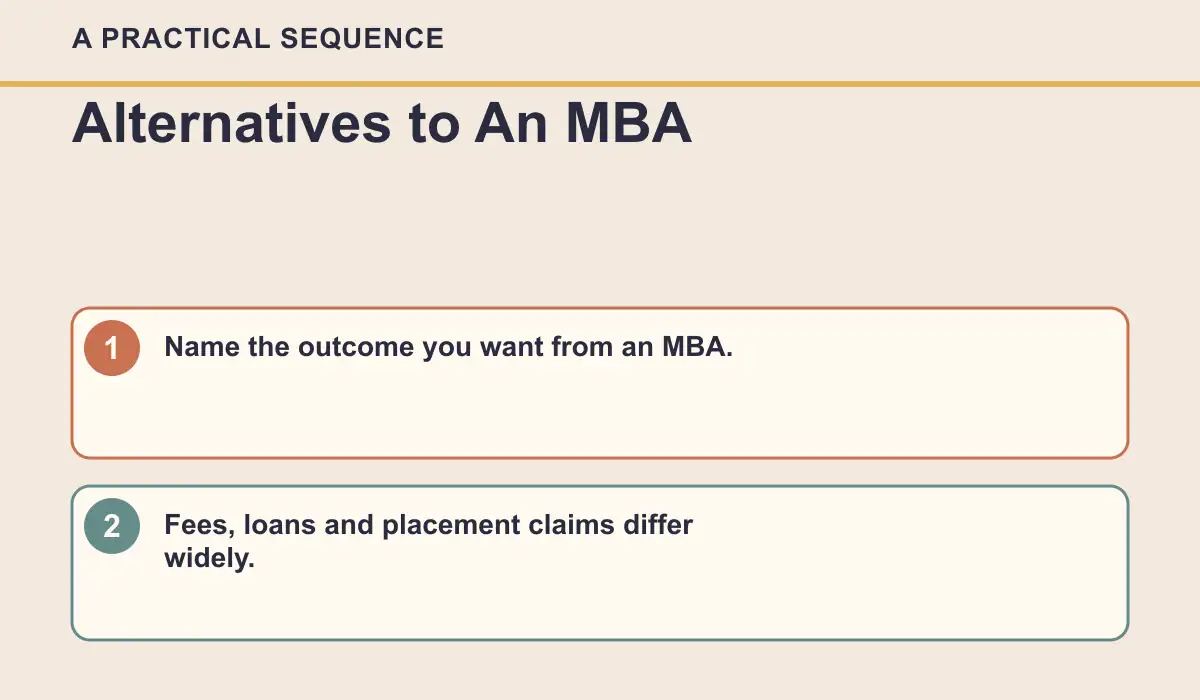 A PRACTICAL SEQUENCE
Alternatives to An MBA
1
Name the outcome you want from an MBA.
2
Fees, loans and placement claims differ
widely.